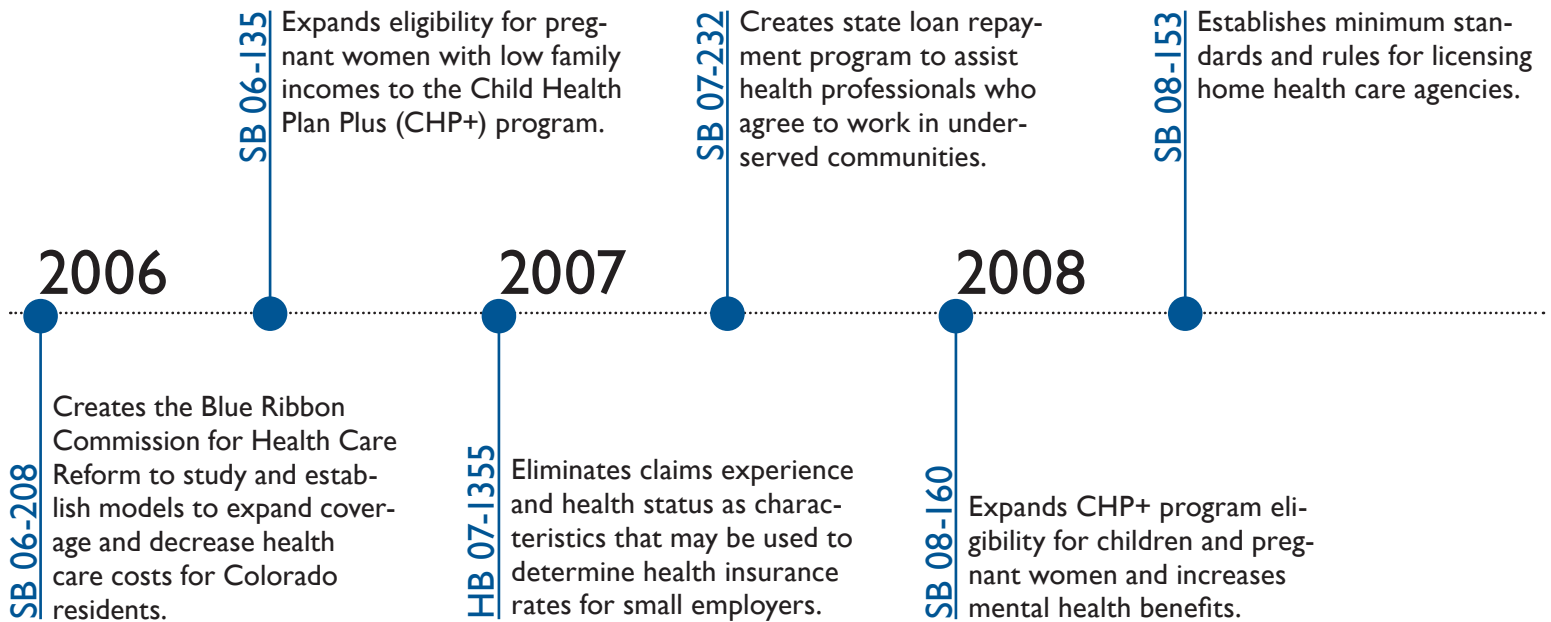 SB 06-135
Expands eligibility for preg-
nant women with low family
incomes to the Child Health
Plan Plus (CHP+) program.
SB 07-232
Creates state loan repay-
ment program to assist
health professionals who
agree to work in under-
served communities.
SB 08-153
Establishes minimum stan-
dards and rules for licensing
home health care agencies.
2006
2007
2008
SB 06-208
Creates the Blue Ribbon
Commission for Health Care
Reform to study and estab-
lish models to expand cover-
age and decrease health
care costs for Colorado
residents.
HB 07-1355
Eliminates claims experience
and health status as charac-
teristics that may be used to
determine health insurance
rates for small employers.
SB 08-160
Expands CHP+ program eli-
gibility for children and preg-
nant women and increases
mental health benefits.